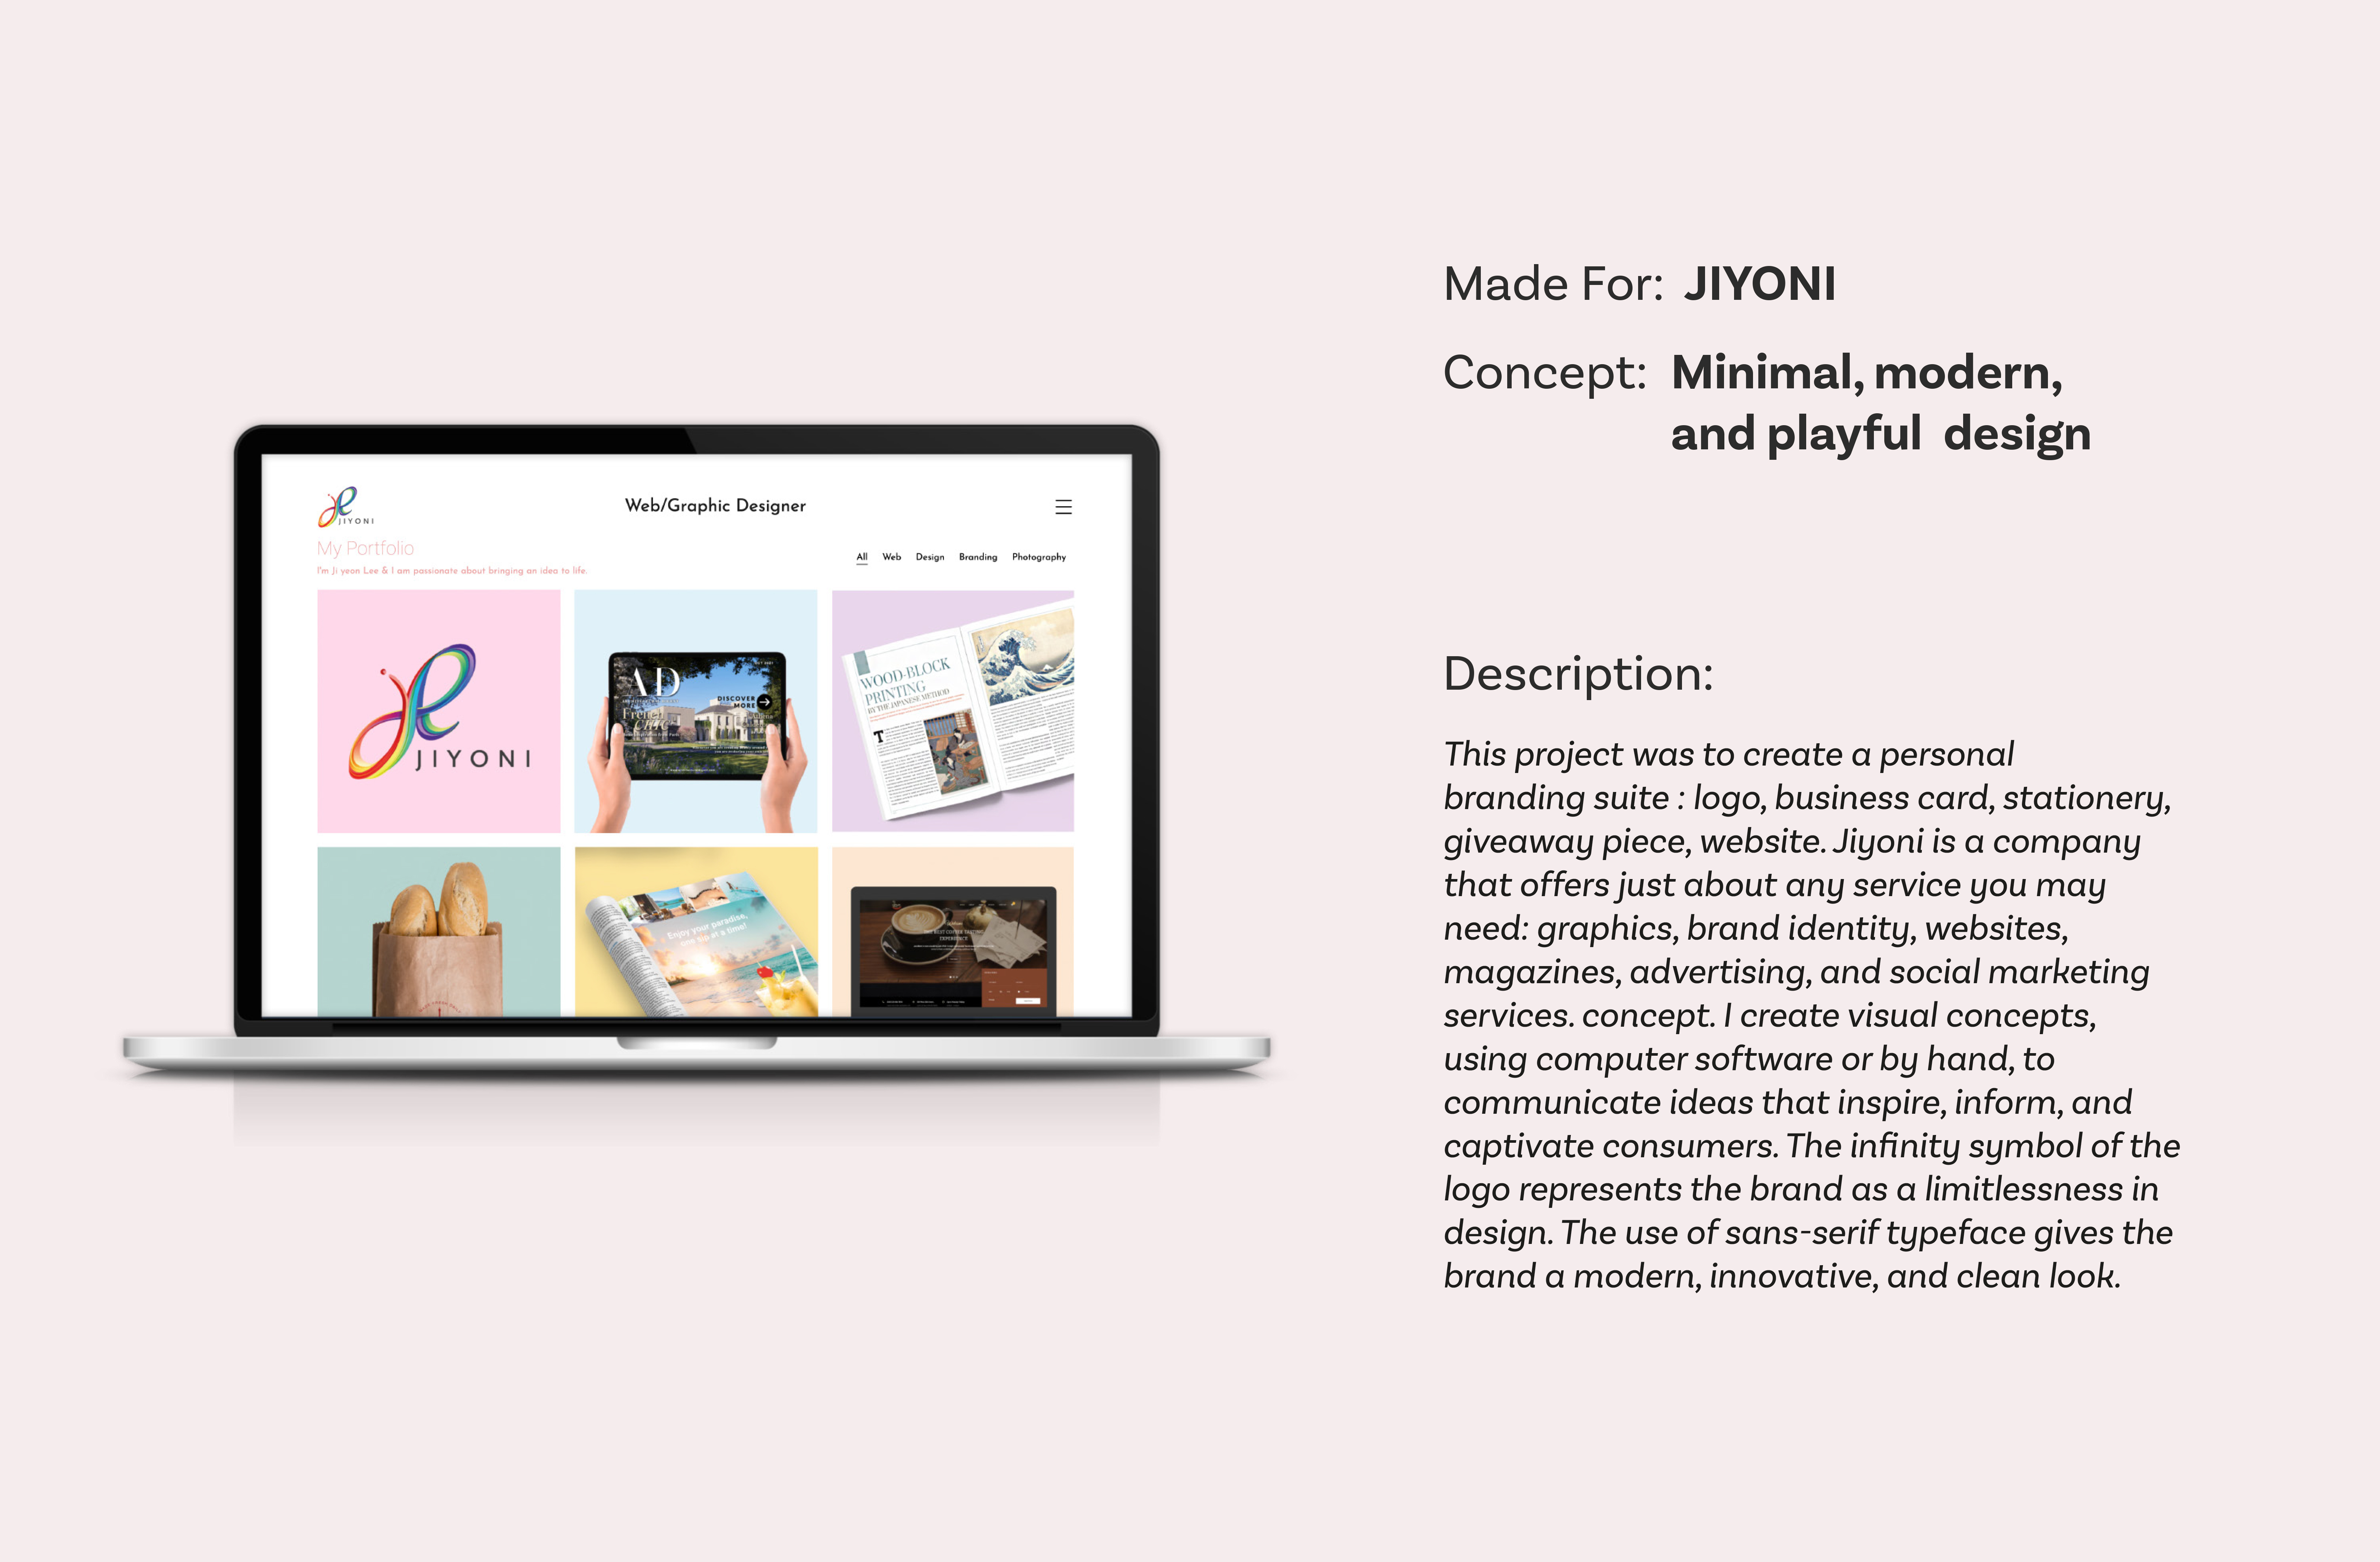 Made For: JIYONI
Concept: Minimal, modern,
and playful  design
JIYONI
Web/Graphic Designer
My Portfolio
I'm Ji yeon Lee & I am passionate about bringing an idea to life.
All Web Design Branding Photography
JIYONI
AD
DISCOVER
MORE
French
CHIC
WOOD-BLOCK
PRINTING
BY THE JAPANESE METHOD
T
Enjoy your paradise,
one tip at a time!
Description:
This project was to create a personal
branding suite : logo, business card, stationery,
giveaway piece, website. Jiyoni is a company
that offers just about any service you may
need: graphics, brand identity, websites,
magazines, advertising, and social marketing
services. concept. I create visual concepts,
using computer software or by hand, to
communicate ideas that inspire, inform, and
captivate consumers. The infinity symbol of the
logo represents the brand as a limitlessness in
design. The use of sans-serif typeface gives the
brand a modern, innovative, and clean look.